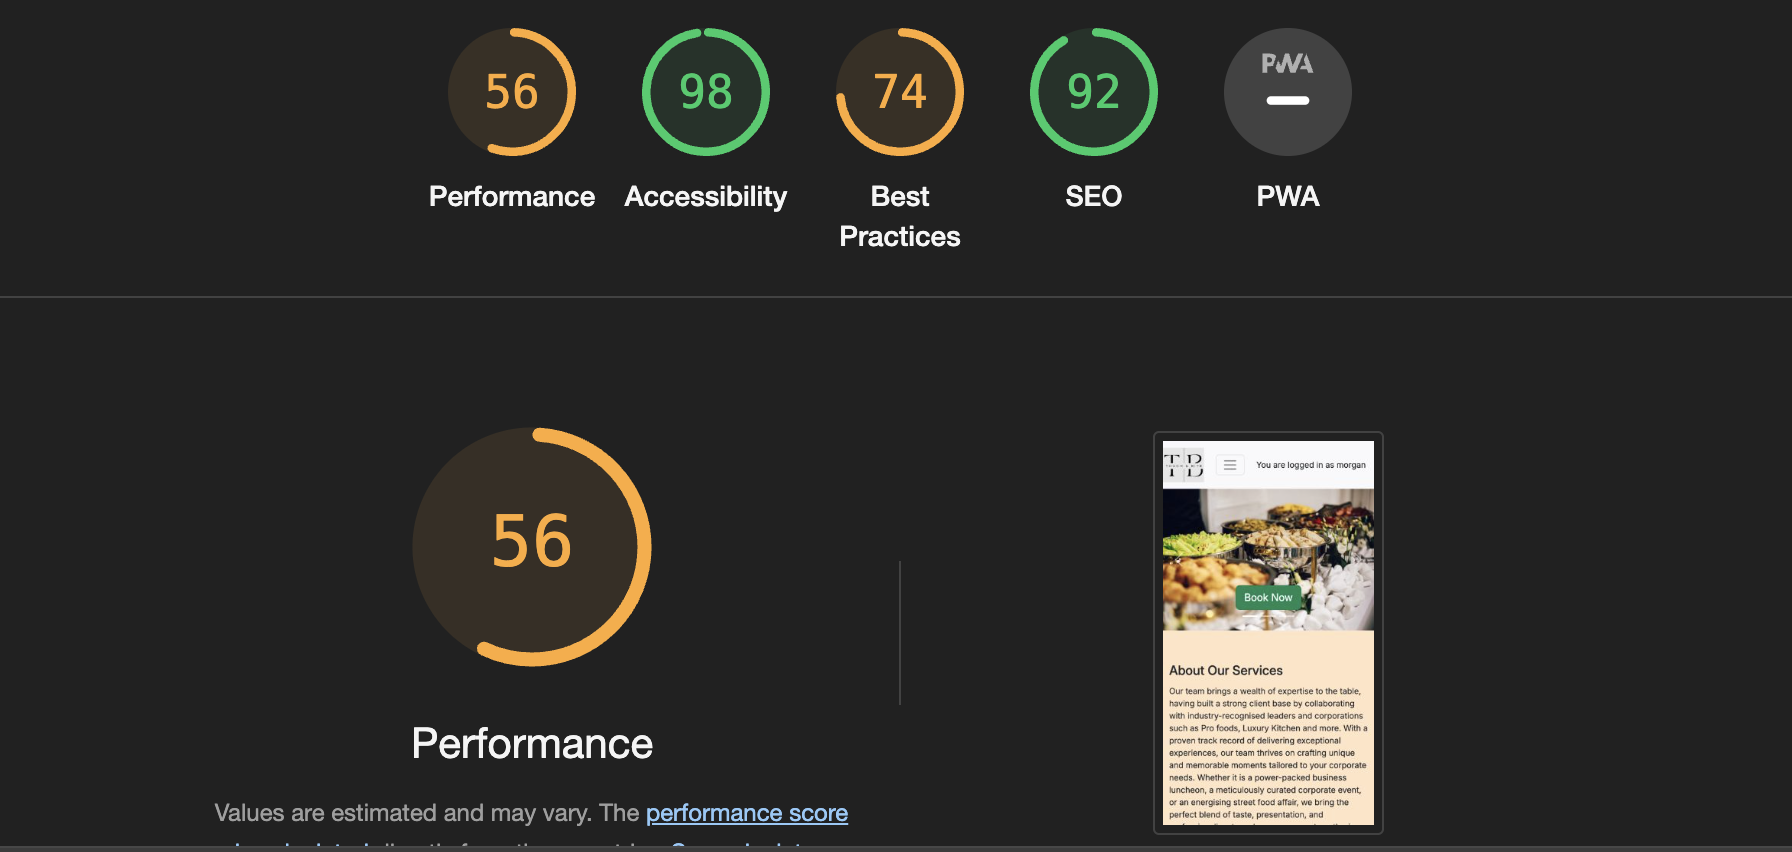 56
98
74
92
PWA
Performance
Accessibility
Best
Practices
SEO
PWA
56
Performance
Values are estimated and may vary. The performance score
TB
You are logged in as morgan
Book Now
About Our Services
Our team brings a wealth of expertise to the table,
having built a strong client base by collaborating
with industry-recognised leaders and corporations
such as Pro foods, Luxury Kitchen and more. With a
proven track record of delivering exceptional
experiences, our team thrives on crafting unique
and memorable moments tailored to your corporate
needs. Whether it is a power-packed business
luncheon, a meticulously curated corporate event,
or an energising street food affair, we bring the
perfect blend of taste, presentation, and